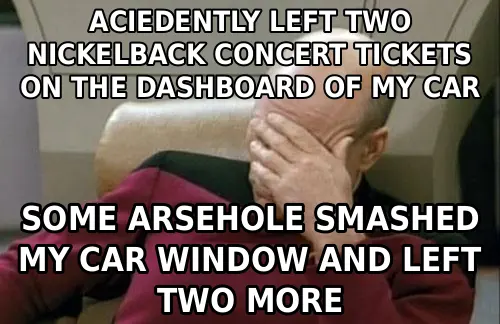 ACIEDENTLY LEFT TWO
NICKELBACK CONCERT TICKETS
ON THE DASHBOARD OF MY CAR
SOME ARSEHOLE SMASHED
MY CAR WINDOW AND LEFT
TWO MORE